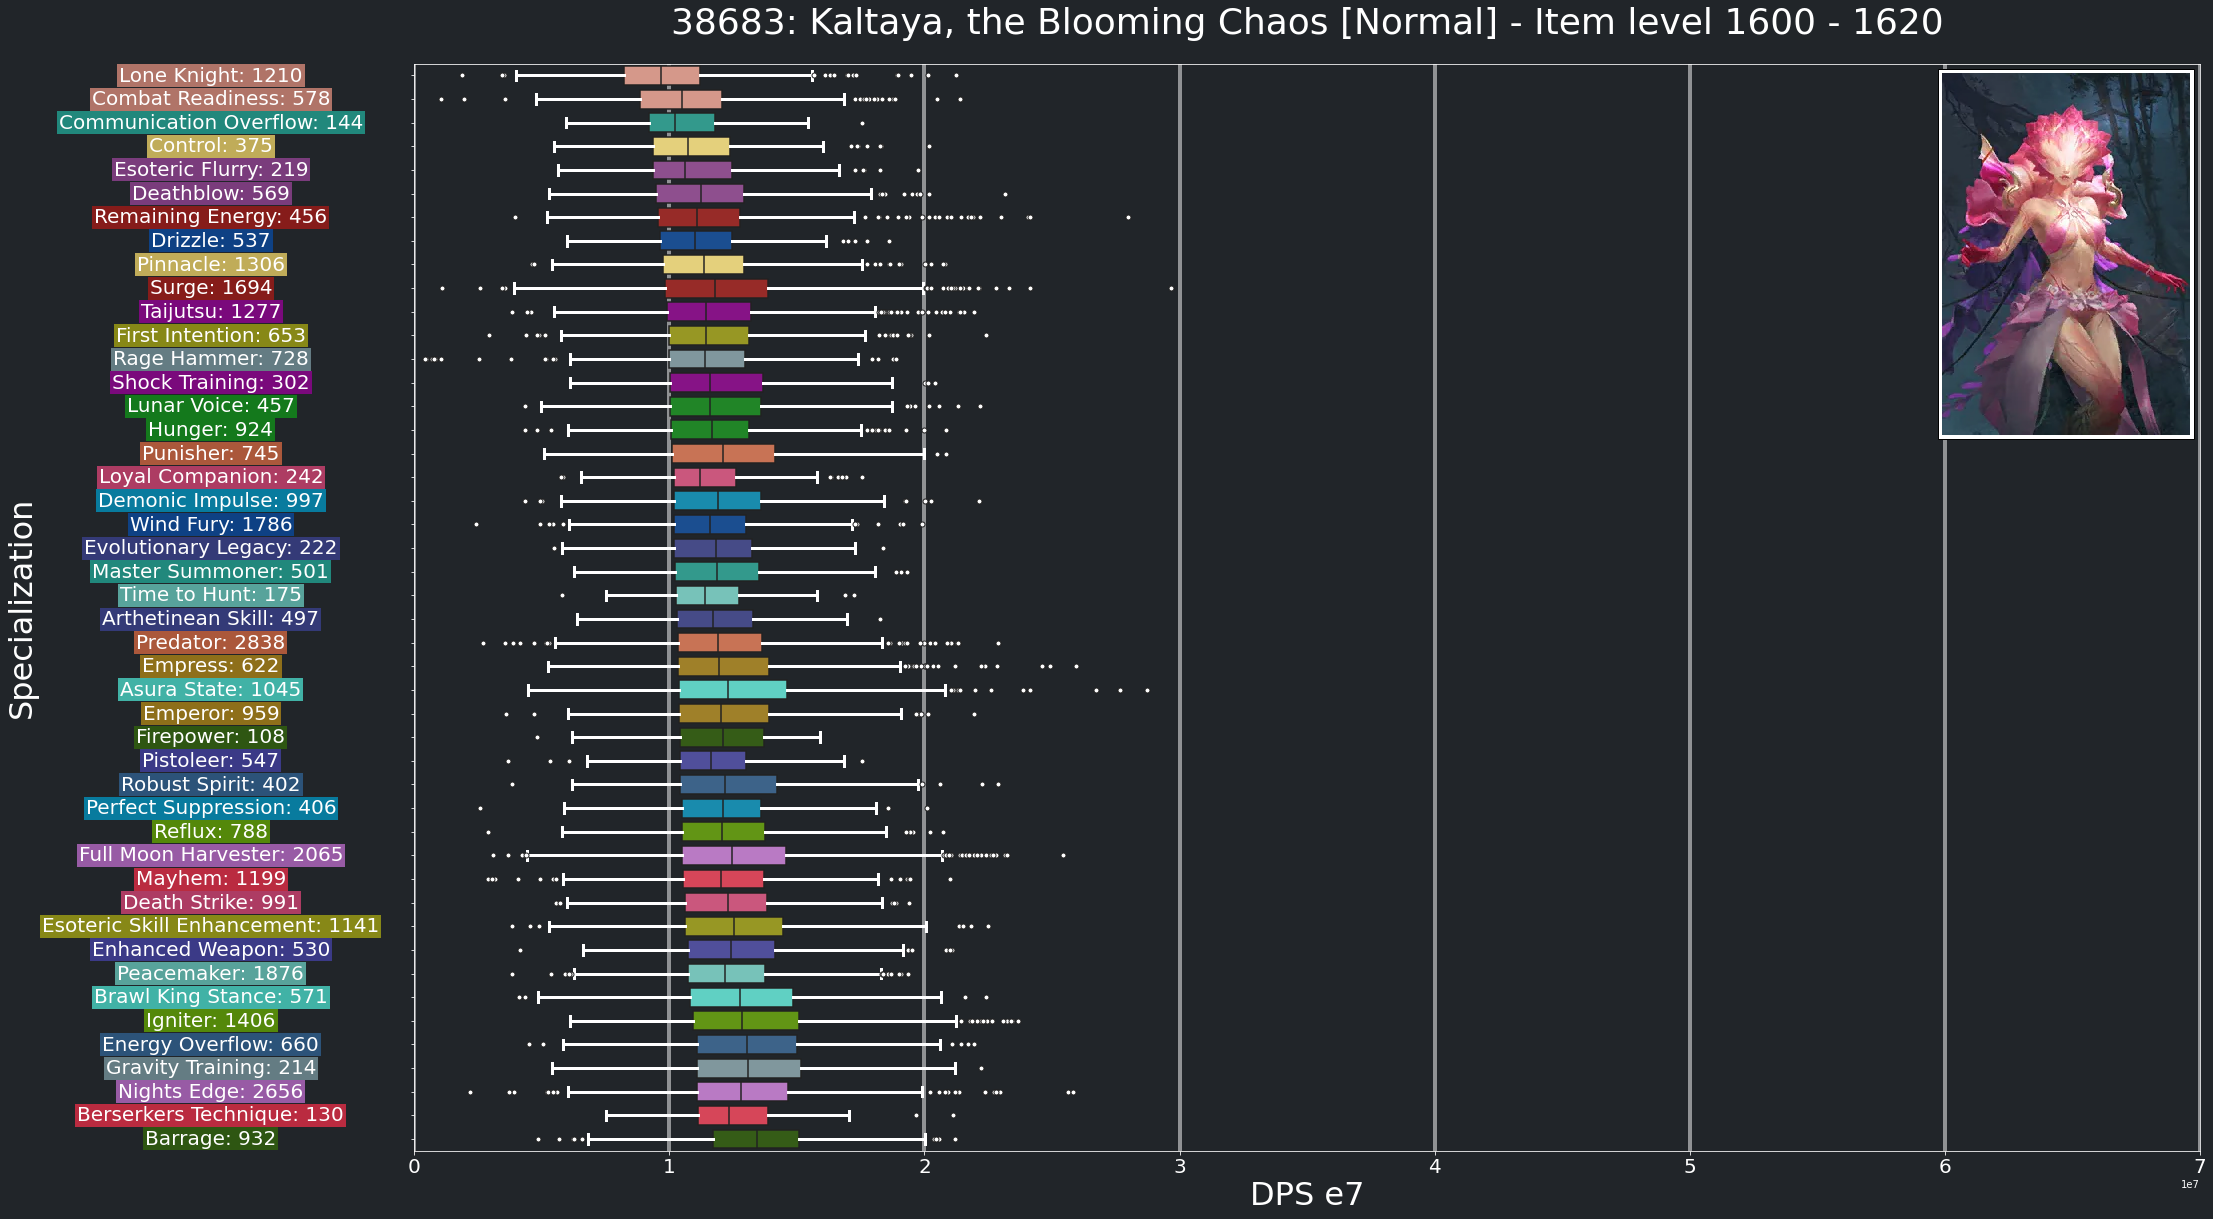 38683: Kaltaya, the Blooming Chaos [Normal] - Item level 1600 - 1620
Lone Knight: 1210
Combat Readiness: 578
Communication Overflow: 144
Control: 375
Esoteric Flurry: 219
Deathblow: 569
Remaining Energy: 456
Drizzle: 537
Pinnacle: 1306
Surge: 1694
Taijutsu: 1277
First Intention: 653
Rage Hammer: 728
Shock Training: 302
Lunar Voice: 457
Hunger: 924
Punisher: 745
Loyal Companion: 242
Demonic Impulse: 997
Wind Fury: 1786
Evolutionary Legacy: 222
Master Summoner: 501
Time to Hunt: 175
Arthetinean Skill: 497
Predator: 2838
Empress: 622
Asura State: 1045
Emperor: 959
Firepower: 108
Pistoleer: 547
Robust Spirit: 402
Perfect Suppression: 406
Reflux: 788
Full Moon Harvester: 2065
Mayhem: 1199
Death Strike: 991
Esoteric Skill Enhancement: 1141
Enhanced Weapon: 530
Peacemaker: 1876
Brawl King Stance: 571
Igniter: 1406
Energy Overflow: 660
Gravity Training: 214
Nights Edge: 2656
Berserkers Technique: 130
Barrage: 932
Specialization
0 1 2 3 4 5 6 7
1e7
DPS e7